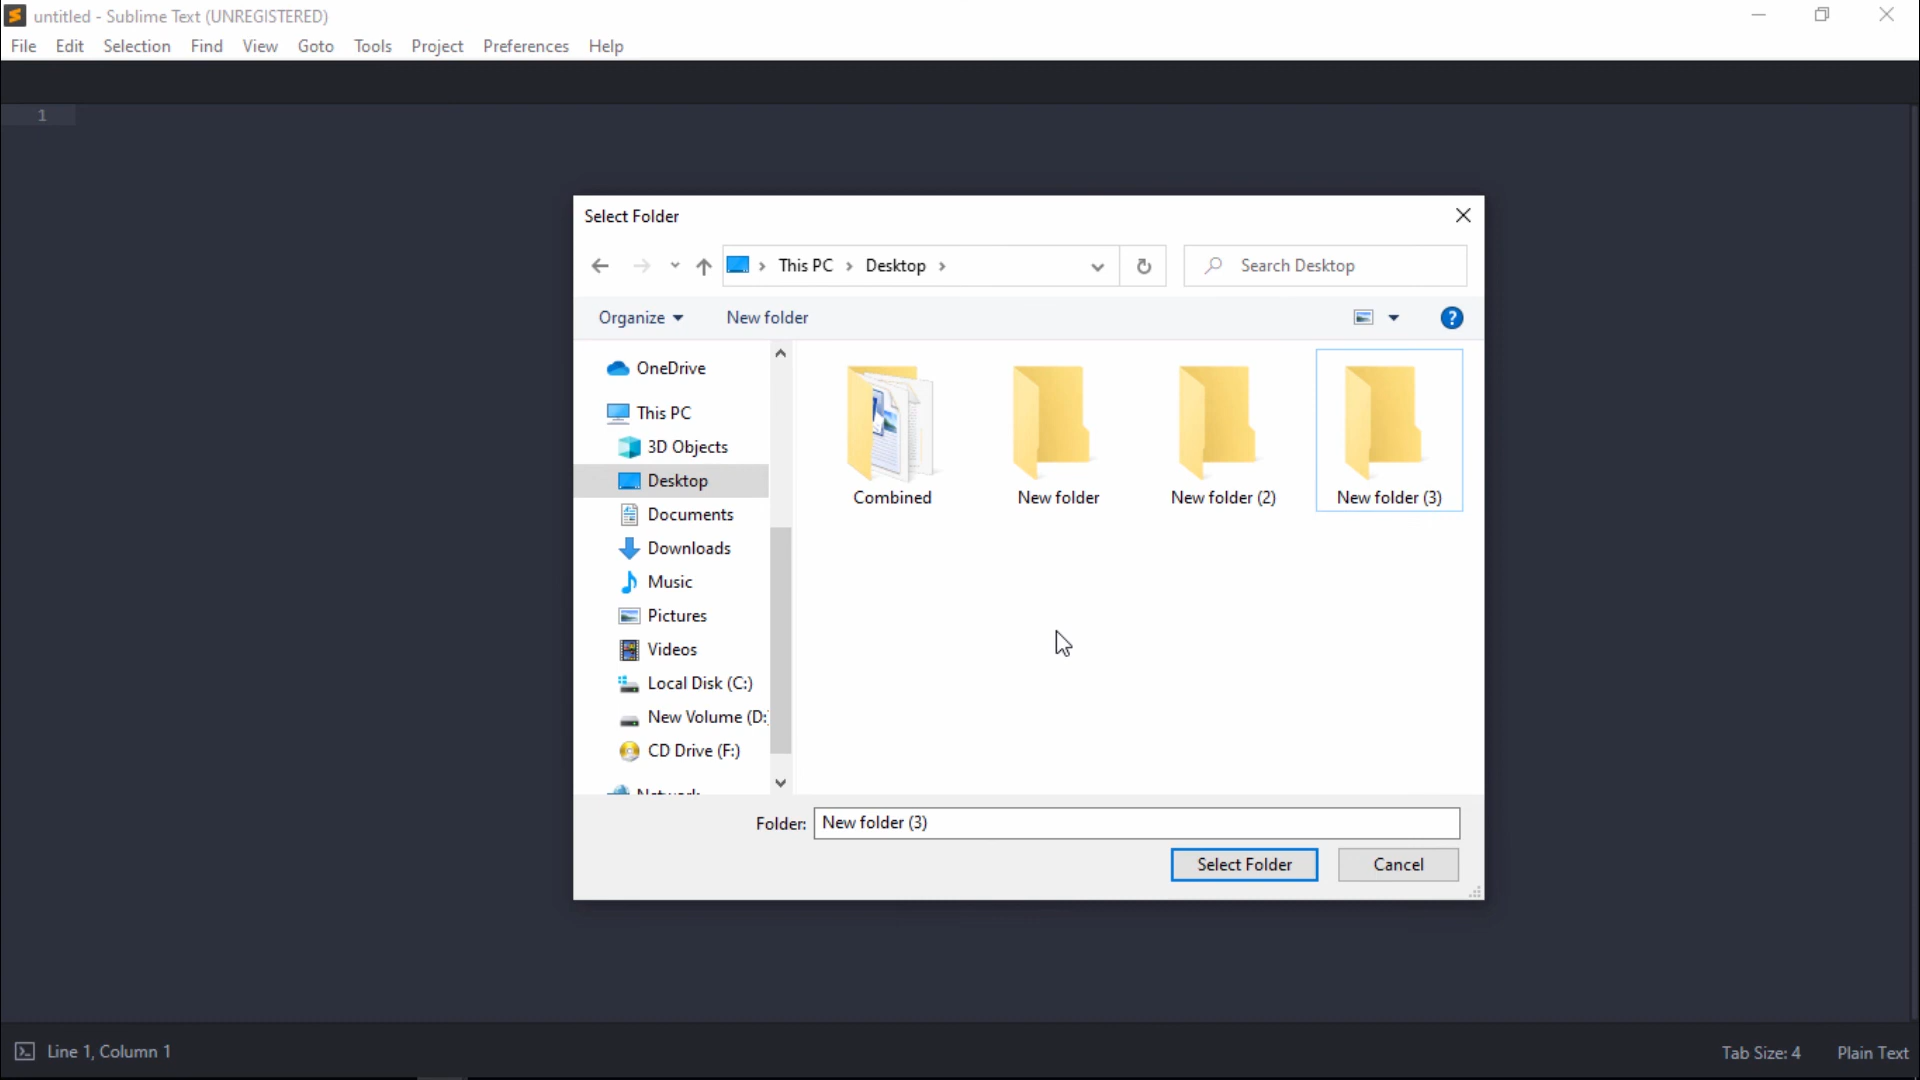 untitled - Sublime Text (UNREGISTERED)
File Edit Selection Find View Goto Tools Project Preferences Help
1
Select Folder
This PC > Desktop >
Search Desktop
Organize New folder
OneDrive
This PC
3D Objects
Desktop
Documents
Downloads
Music
Pictures
Videos
Local Disk (C:)
New Volume (D:
CD Drive (F:)
Network
Combined New folder New folder (2) New folder (3)
Folder: New folder (3)
Select Folder Cancel
Line 1, Column 1
Tab Size: 4 Plain Text